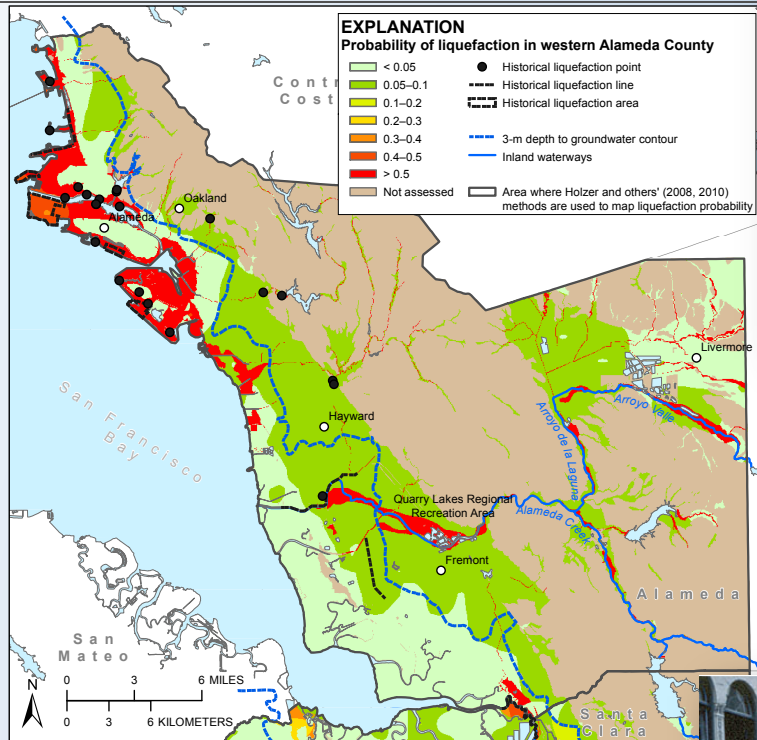 EXPLANATION
Probability of liquefaction in western Alameda County
< 0.05
0.05–0.1
0.1–0.2
0.2–0.3
0.3–0.4
0.4–0.5
> 0.5
Not assessed
Historical liquefaction point
Historical liquefaction line
Historical liquefaction area
3-m depth to groundwater contour
Inland waterways
Area where Holzer and others' (2008, 2010)
methods are used to map liquefaction probability
Contr
Cost
Oakland
Alameda
Livermore
San Francisco
Bay
Hayward
Arroyo Valle
Arroyo de la Laguna
Quarry Lakes Regional
Recreation Area
Alameda Creek
Fremont
Alameda
San
Mateo
N
0 3 6 MILES
0 3 6 KILOMETERS
Santa
Clara